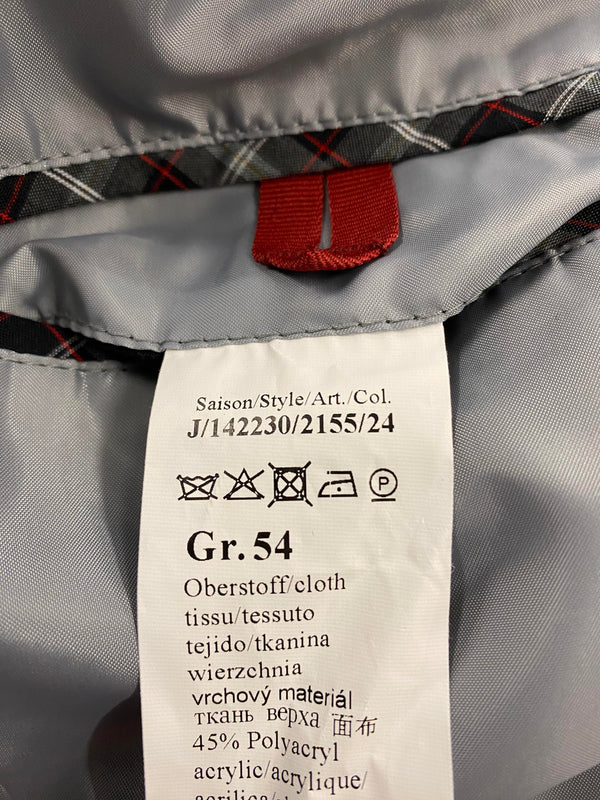 Saison/Style/Art./Col.
J/142230/2155/24
P
Gr. 54
Oberstoff/cloth
tissu/tessuto
tejido/tkanina
wierzchnia
vrchový materiál
ткань верха 面布
45% Polyacryl
acrylic/acrylique/